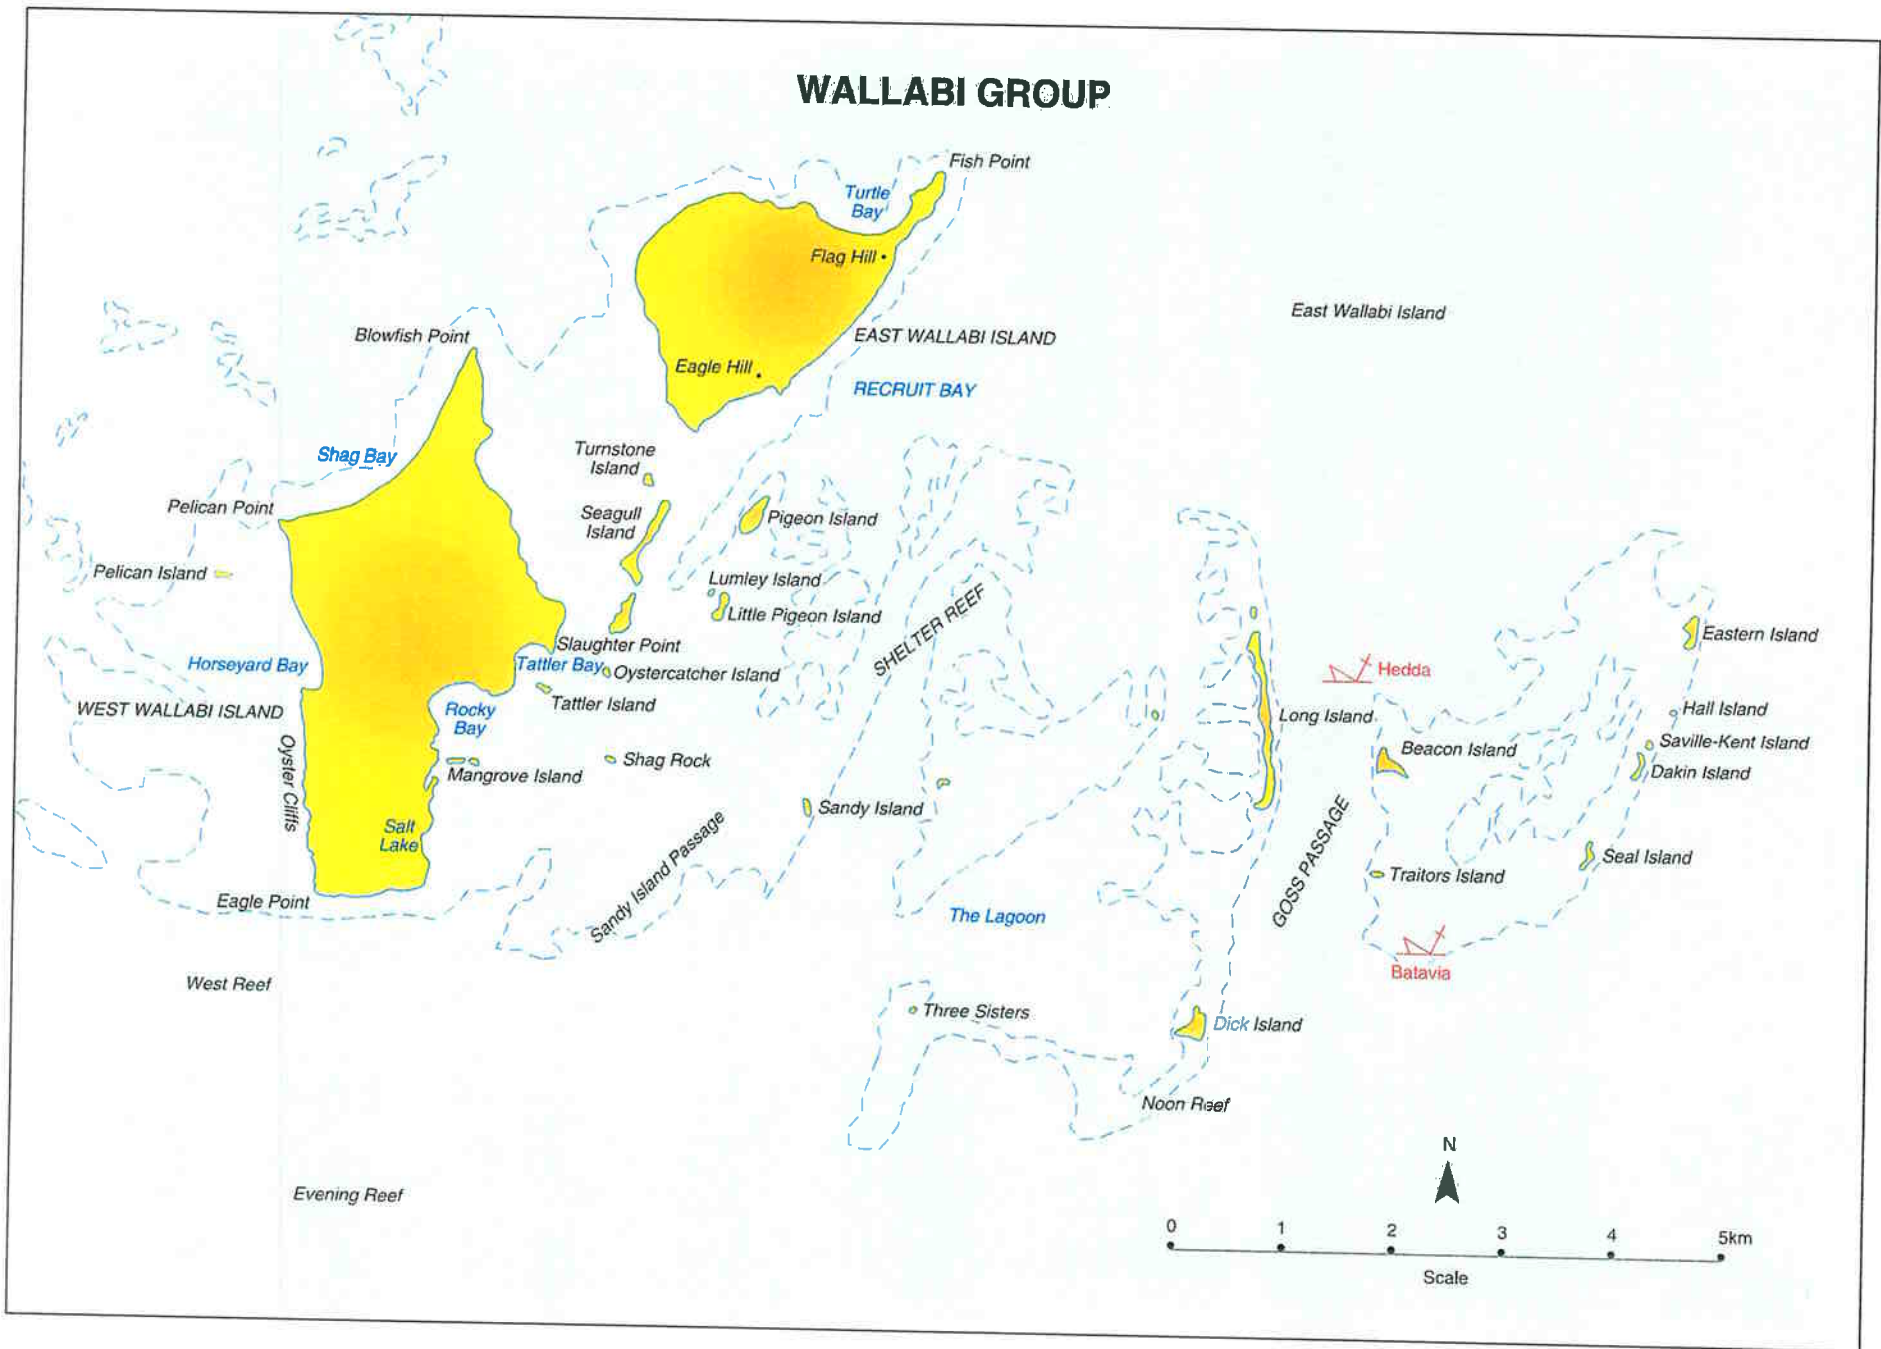 WALLABI GROUP
Fish Point
Turtle
Bay
Flag Hill
East Wallabi Island
Blowfish Point
EAST WALLABI ISLAND
Eagle Hill
RECRUIT BAY
Turnstone
Island
Shag Bay
Pelican Point
Seagull
Island
Pigeon Island
Pelican Island
Lumley Island
Little Pigeon Island
SHELTER REEF
Eastern Island
Slaughter Point
Horseyard Bay
Tattler Bay
Oystercatcher Island
Hedda
WEST WALLABI ISLAND
Tattler Island
Rocky
Bay
Long Island
Hall Island
Oyster Cliffs
Shag Rock
Beacon Island
Saville-Kent Island
Mangrove Island
Dakin Island
Sandy Island
Salt
Lake
Sandy Island Passage
GOSS PASSAGE
Seal Island
Traitors Island
Eagle Point
The Lagoon
Batavia
West Reef
Three Sisters
Dick Island
Noon Reef
N
Evening Reef
0 1 2 3 4 5km
Scale